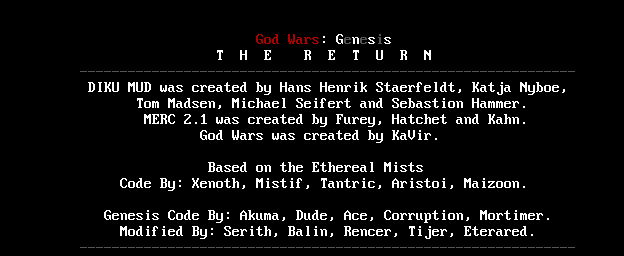 God Wars: Genesis
T H E R E T U R N
DIKU MUD was created by Hans Henrik Staerfeldt, Katja Nyboe,
Tom Madsen, Michael Seifert and Sebastion Hammer.
MERC 2.1 was created by Furey, Hatchet and Kahn.
God Wars was created by KaVir.
Based on the Ethereal Mists
Code By: Xenoth, Mistif, Tantric, Aristoi, Maizoon.
Genesis Code By: Akuma, Dude, Ace, Corruption, Mortimer.
Modified By: Serith, Balin, Rencer, Tijer, Eterared.